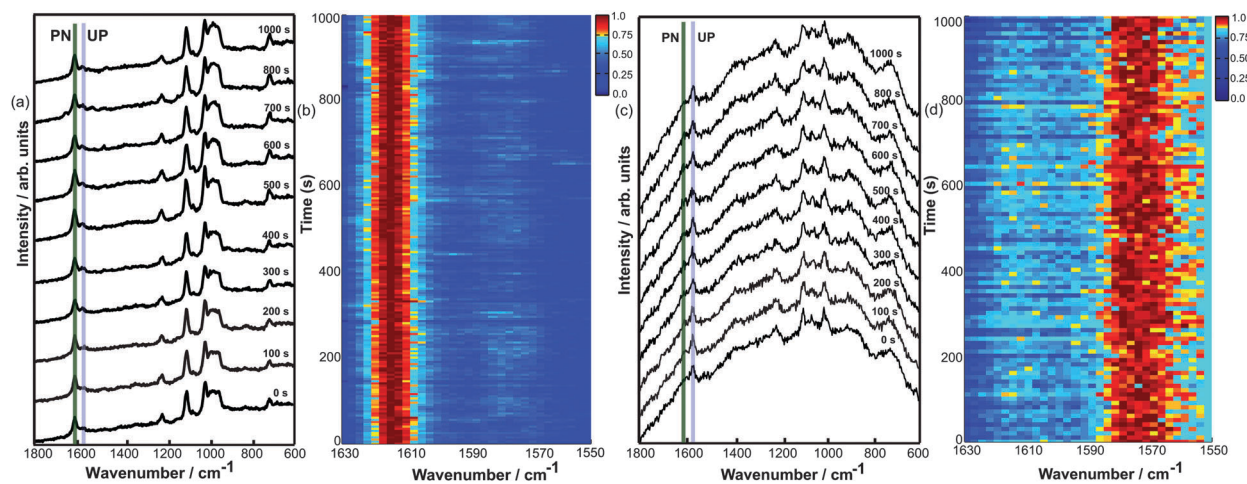 (a)
PN
UP
1000 s
800 s
700 s
600 s
500 s
400 s
300 s
200 s
100 s
0 s
Intensity / arb. units
1800 1600 1400 1200 1000 800 600
Wavenumber / cm-1
(b)
1000
800
600
400
200
0
Time (s)
1630 1610 1590 1570 1550
Wavenumber / cm-1
1.0
0.75
0.50
0.25
0.0
(c)
PN
UP
1000 s
800 s
700 s
600 s
500 s
400 s
300 s
200 s
100 s
0 s
Intensity / arb. units
1800 1600 1400 1200 1000 800 600
Wavenumber / cm-1
(d)
1000
800
600
400
200
0
Time (s)
1630 1610 1590 1570 1550
Wavenumber / cm-1
1.0
0.75
0.50
0.25
0.0